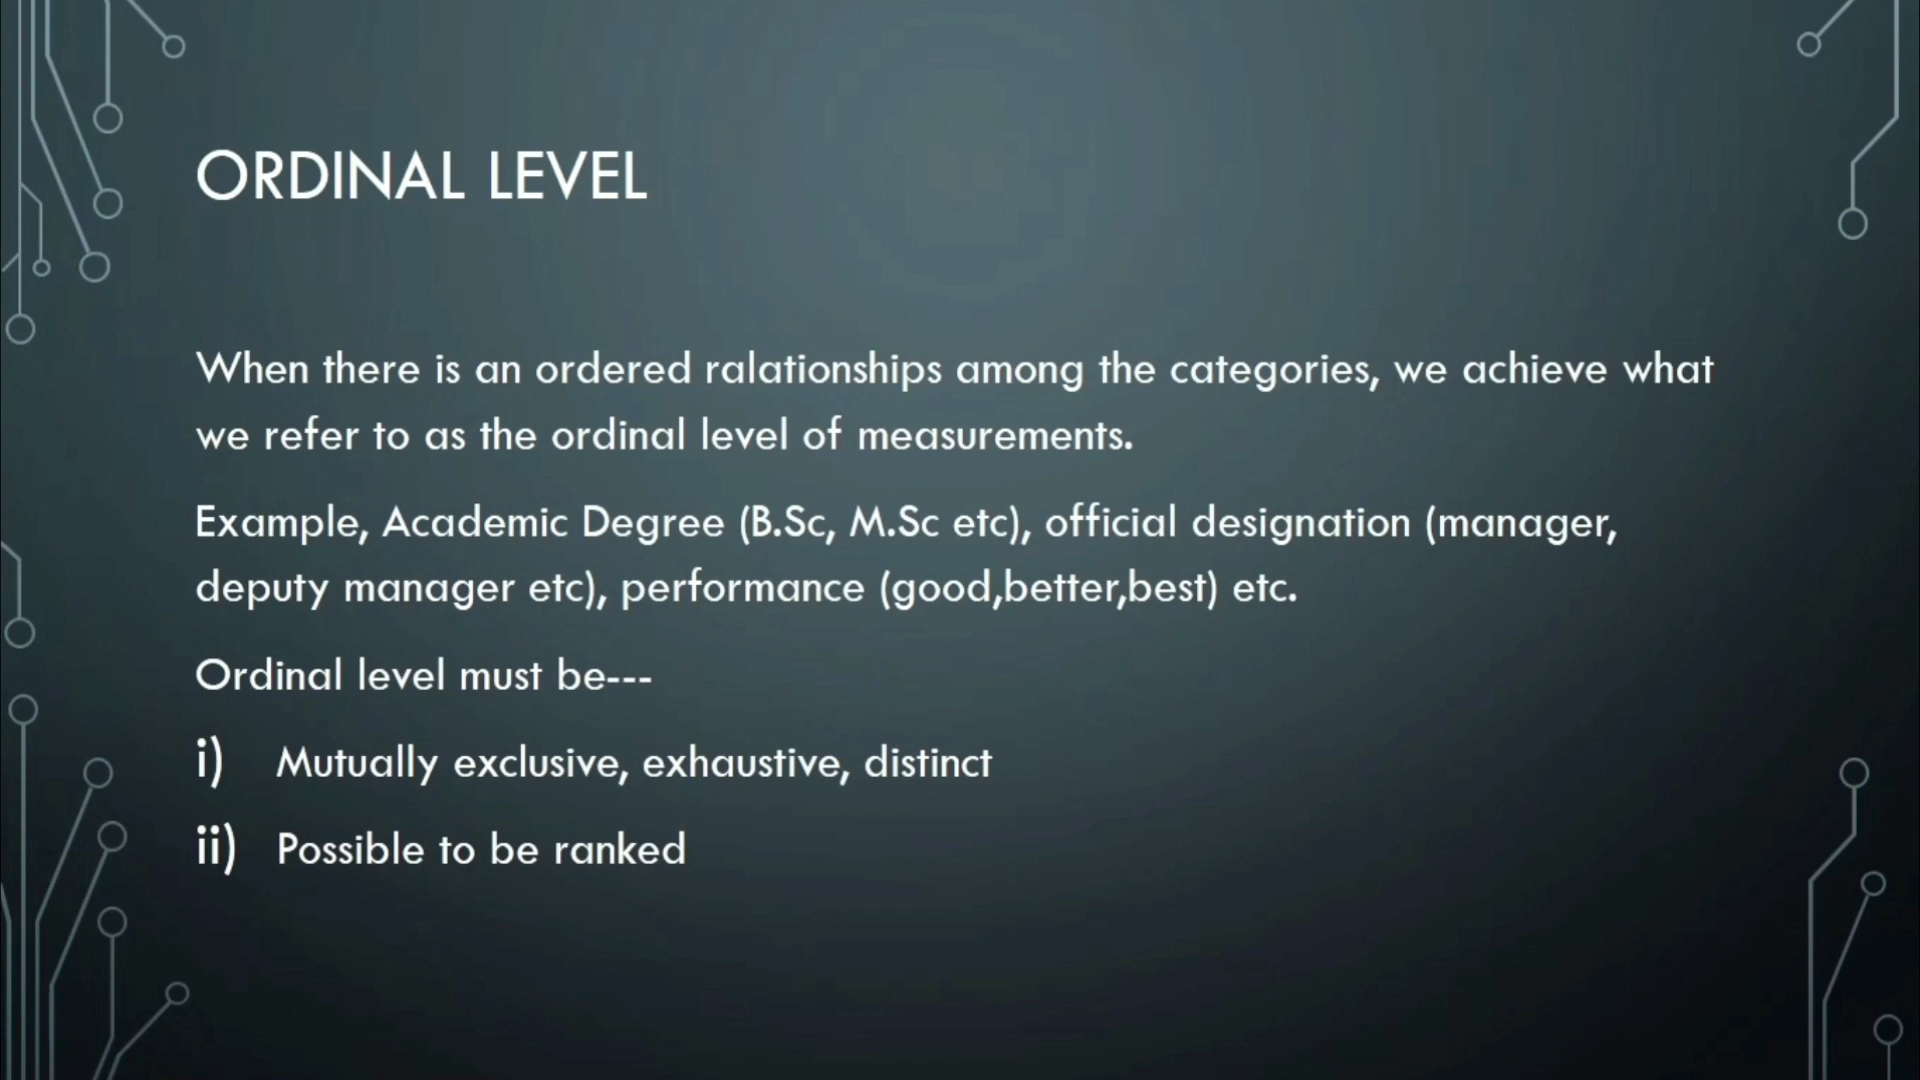 ORDINAL LEVEL
When there is an ordered ralationships among the categories, we achieve what
we refer to as the ordinal level of measurements.
Example, Academic Degree (B.Sc, M.Sc etc), official designation (manager,
deputy manager etc), performance (good,better,best) etc.
Ordinal level must be---
i) Mutually exclusive, exhaustive, distinct
ii) Possible to be ranked